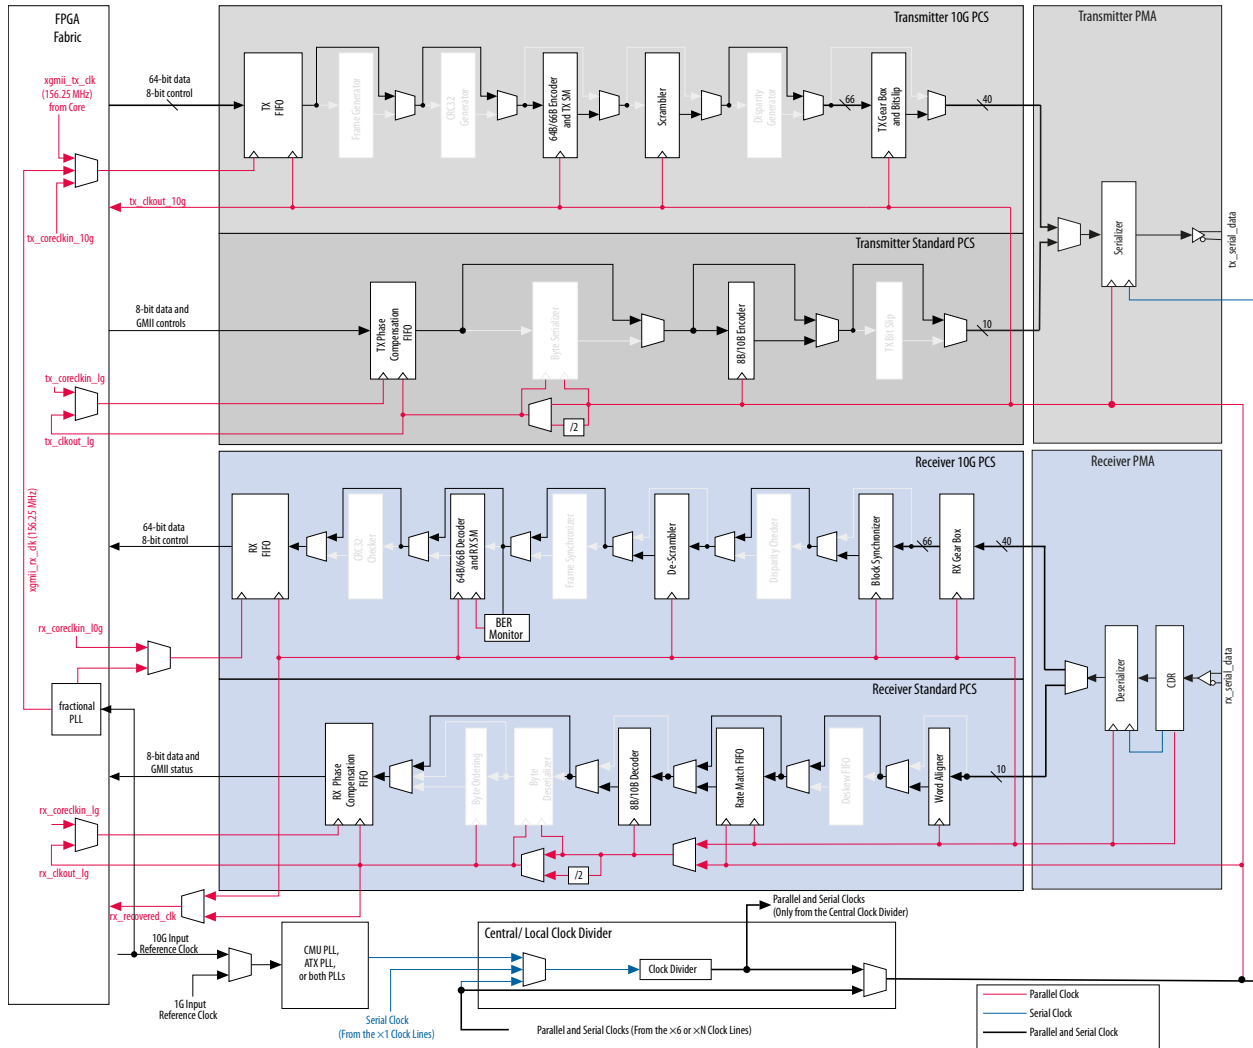 FPGA
Fabric
Transmitter 10G PCS
Transmitter PMA
xgmii_tx_clk
(156.25 MHz)
from Core
64-bit data
8-bit control
TX
FIFO
Frame Generator
CRC32
Generator
64B/66B Encoder
and TX SM
Scrambler
Disparity
Generator
66
TX Gear Box
and Bitslip
40
tx_clkout_10g
tx_coreclkin_10g
Serializer
tx_serial_data
Transmitter Standard PCS
8-bit data and
GMII controls
TX Phase
Compensation
FIFO
Byte Serializer
8B/10B Encoder
TX Bit Slip
10
tx_coreclkin_lg
tx_clkout_lg
/2
Receiver 10G PCS
Receiver PMA
xgmii_rx_clk (156.25 MHz)
64-bit data
8-bit control
RX
FIFO
CRC32
Checker
64B/66B Decoder
and RX SM
Frame Synchronizer
De-Scrambler
Disparity Checker
Block Synchronizer
66
RX Gear Box
40
BER
Monitor
rx_coreclkin_l0g
fractional
PLL
Deserializer
CDR
rx_serial_data
Receiver Standard PCS
8-bit data and
GMII status
RX Phase
Compensation
FIFO
Byte Ordering
Byte
Deserializer
8B/10B Decoder
Rate Match FIFO
Deskew FIFO
Word Aligner
10
rx_coreclkin_lg
rx_clkout_lg
/2
rx_recovered_clk
10G Input
Reference Clock
1G Input
Reference Clock
CMU PLL,
ATX PLL,
or both PLLs
Central/ Local Clock Divider
Clock Divider
Parallel and Serial Clocks
(Only from the Central Clock Divider)
Serial Clock
(From the ×1 Clock Lines)
Parallel and Serial Clocks (From the ×6 or ×N Clock Lines)
Parallel Clock
Serial Clock
Parallel and Serial Clock